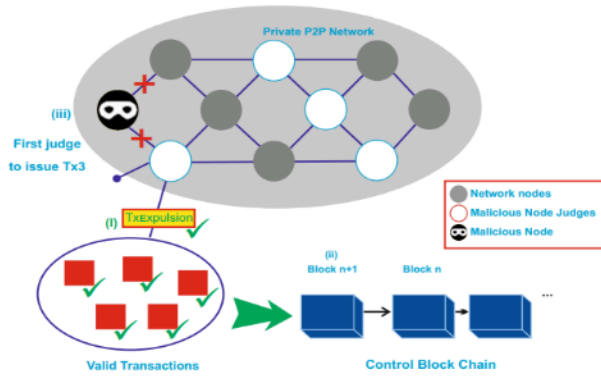 Private P2P Network
(iii)
First judge
to issue Tx3
Network nodes
Malicious Node Judges
Malicious Node
(I)
TxExpulsion
(ii)
Block n+1
Block n
...
Valid Transactions
Control Block Chain